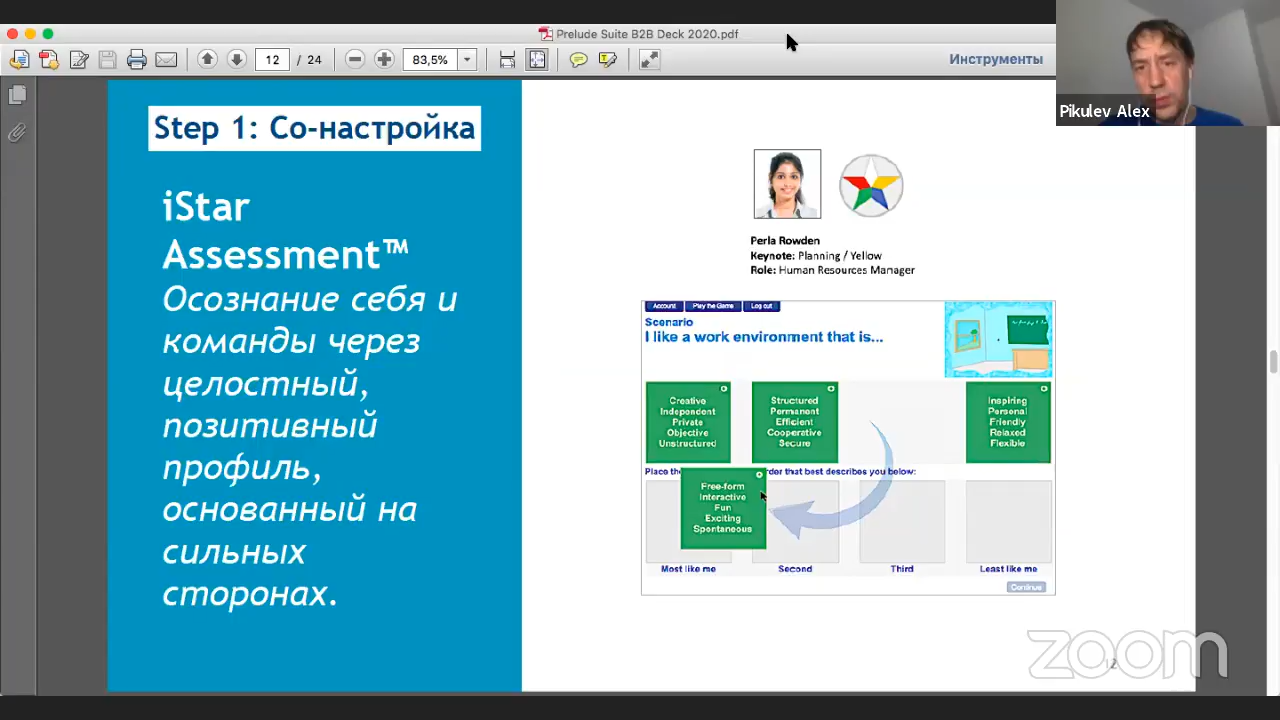 Prelude Suite B2B Deck 2020.pdf
12 / 24
83,5%
Инструменты
Pikulev Alex
Step 1: Со-настройка
iStar
Assessment™
Осознание себя и
команды через
целостный,
позитивный
профиль,
основанный на
сильных
сторонах.
Perla Rowden
Keynote: Planning / Yellow
Role: Human Resources Manager
Account
Play the Game
Log out
Scenario
I like a work environment that is...
Creative
Independent
Private
Objective
Unstructured
Structured
Permanent
Efficient
Cooperative
Secure
Inspiring
Personal
Friendly
Relaxed
Flexible
Place the
rder that best describes you below:
Free-form
Interactive
Fun
Exciting
Spontaneous
Most like me
Second
Third
Least like me
Continue
zoom
12